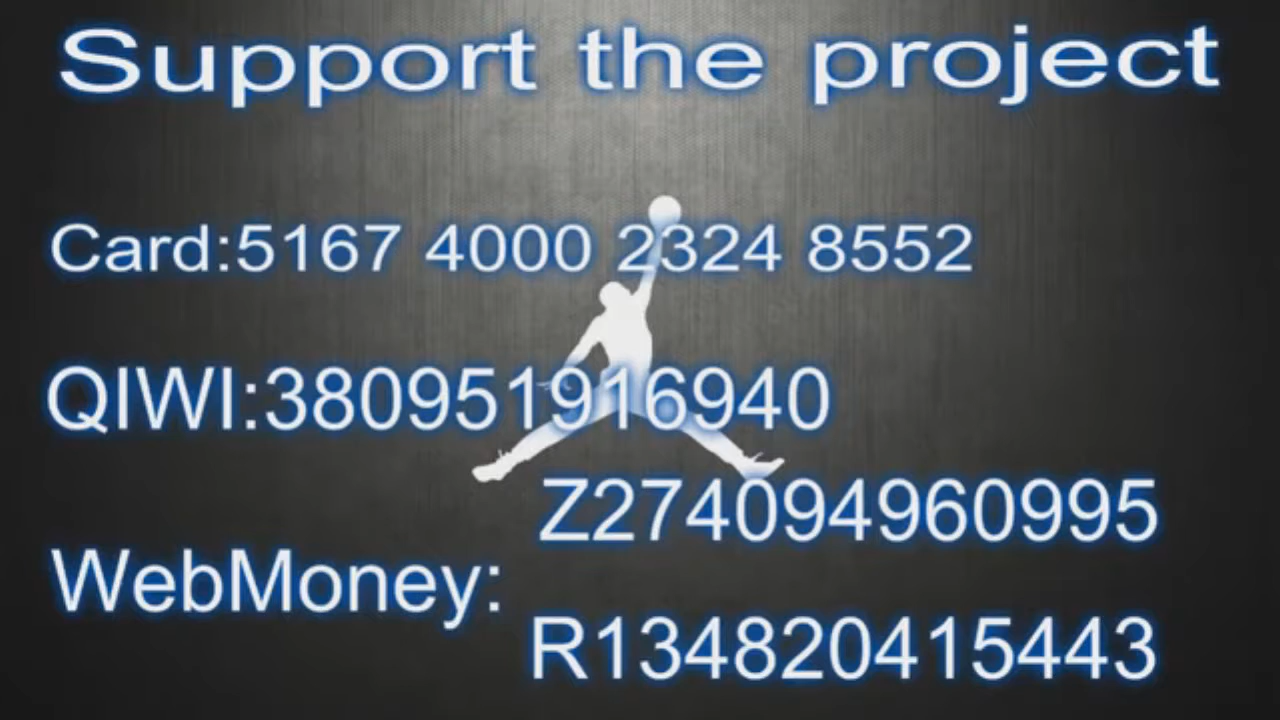 Support the project
Card:5167 4000 2324 8552
QIWI:380951916940
Z274094960995
WebMoney:
R134820415443